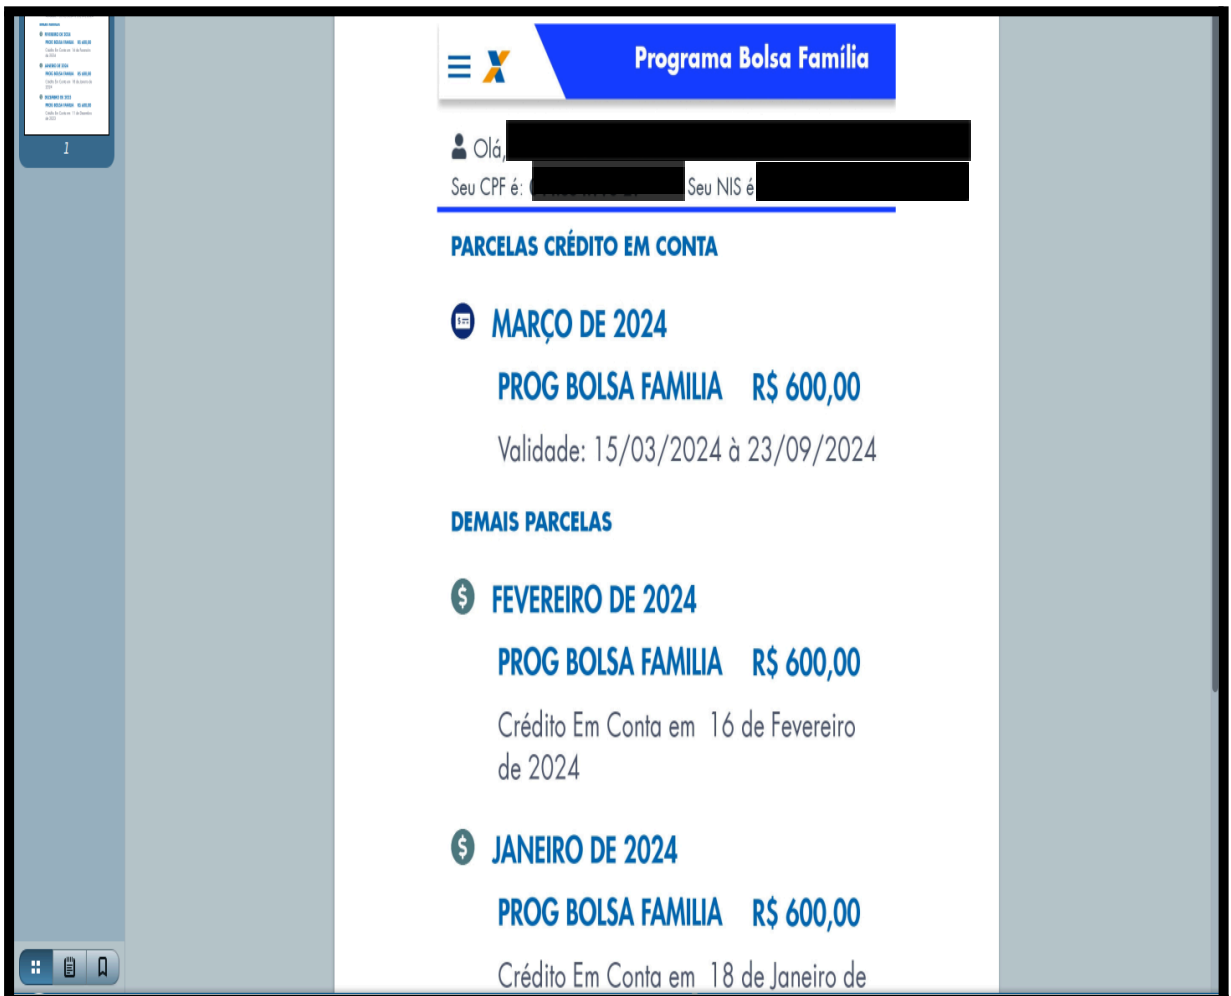 Programa Bolsa Família
Olá,
Seu CPF é: Seu NIS é
PARCELAS CRÉDITO EM CONTA
MARÇO DE 2024
PROG BOLSA FAMILIA R$ 600,00
Validade: 15/03/2024 à 23/09/2024
DEMAIS PARCELAS
FEVEREIRO DE 2024
PROG BOLSA FAMILIA R$ 600,00
Crédito Em Conta em 16 de Fevereiro
de 2024
JANEIRO DE 2024
PROG BOLSA FAMILIA R$ 600,00
Crédito Em Conta em 18 de Janeiro de
1